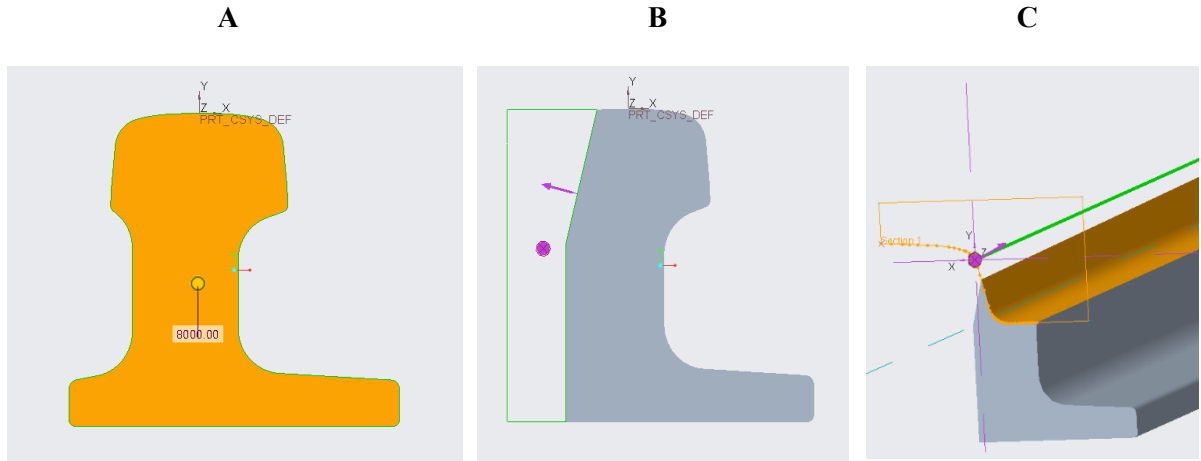 A B C
Y
Z X
PRT_CSYS_DEF
8000.00
Y
Z X
PRT_CSYS_DEF
Section 1
Y
Z
X